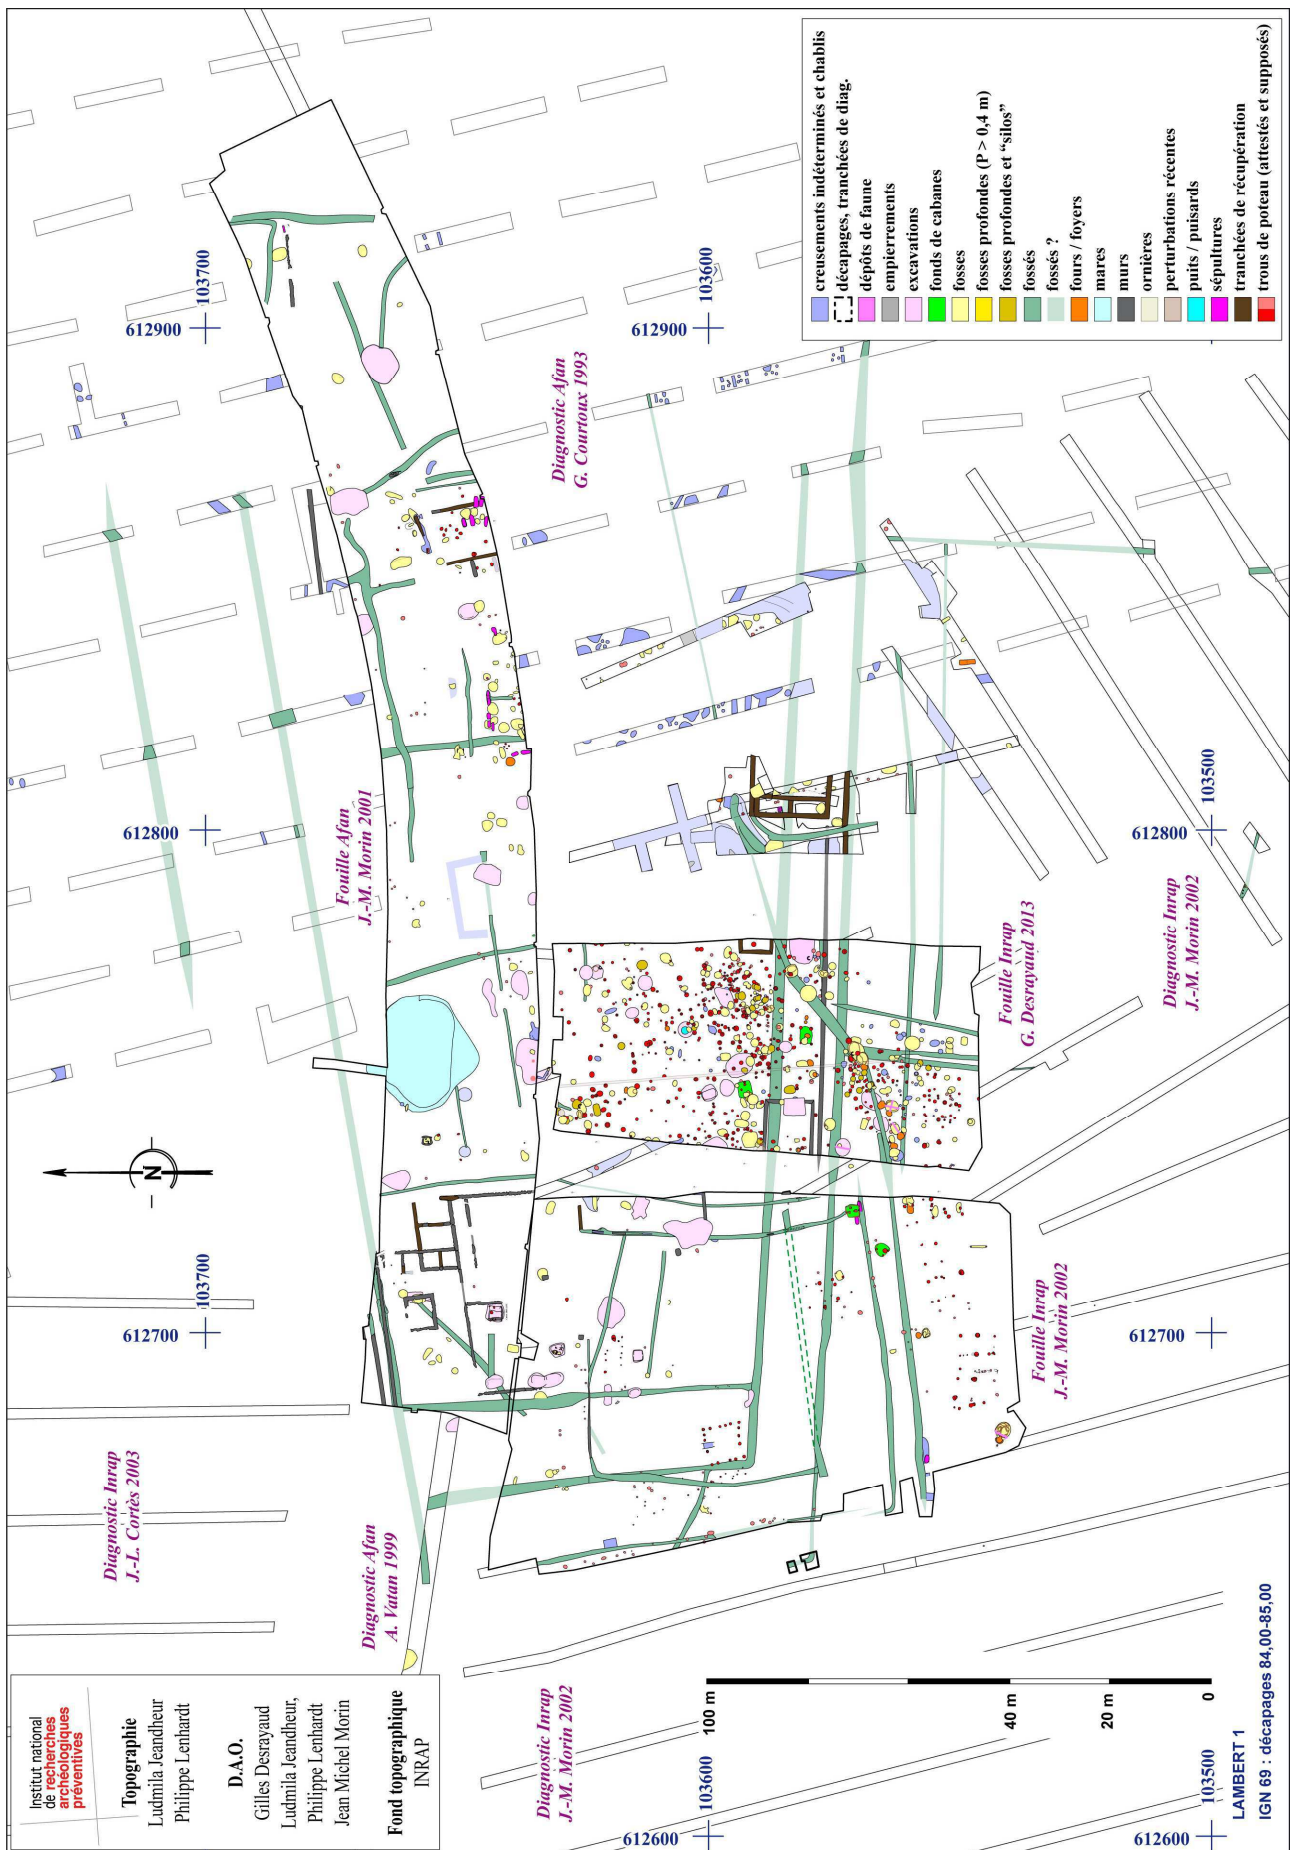 Institut national
de recherches
archéologiques
préventives
Topographie
Ludmila Jeandheur
Philippe Lenhardt
D.A.O.
Gilles Desrayaud
Ludmila Jeandheur,
Philippe Lenhardt
Jean Michel Morin
Fond topographique
INRAP
Diagnostic Inrap
J.-L. Cortès 2003
Diagnostic Afan
A. Vatan 1999
Diagnostic Inrap
J.-M. Morin 2002
N
Fouille Afan
J.-M. Morin 2001
Diagnostic Afan
G. Courtoux 1993
Fouille Inrap
G. Desrayaud 2013
Fouille Inrap
J.-M. Morin 2002
Diagnostic Inrap
J.-M. Morin 2002
612700
103700
612800
612900
103700
612600
103600
612900
103600
612600
103500
612700
612800
103500
100 m
40 m
20 m
0
LAMBERT 1
IGN 69 : décapages 84,00-85,00
creusements indéterminés et chablis
décapages, tranchées de diag.
dépôts de faune
empierrements
excavations
fonds de cabanes
fosses
fosses profondes (P > 0,4 m)
fosses profondes et “silos”
fossés
fossés ?
fours / foyers
mares
murs
ornières
perturbations récentes
puits / puisards
sépultures
tranchées de récupération
trous de poteau (attestés et supposés)